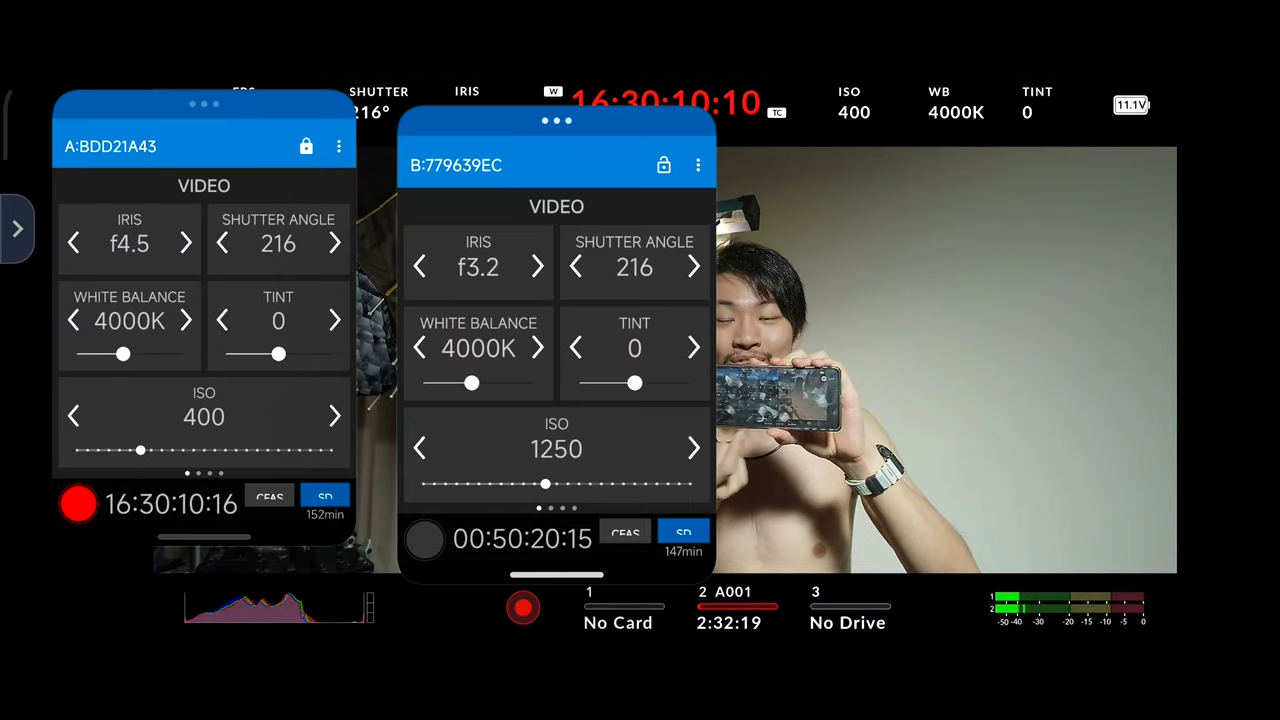 SHUTTER
216°
IRIS
W
16:30:10:10
TC
ISO
400
WB
4000K
TINT
0
11.1V
A:BDD21A43
VIDEO
IRIS
f4.5
SHUTTER ANGLE
216
WHITE BALANCE
4000K
TINT
0
ISO
400
16:30:10:16
CFAS
SD
152min
B:779639EC
VIDEO
IRIS
f3.2
SHUTTER ANGLE
216
WHITE BALANCE
4000K
TINT
0
ISO
1250
00:50:20:15
CFAS
SD
147min
1
No Card
2 A001
2:32:19
3
No Drive
1
2
-50 -40 -30 -20 -15 -10 -5 0